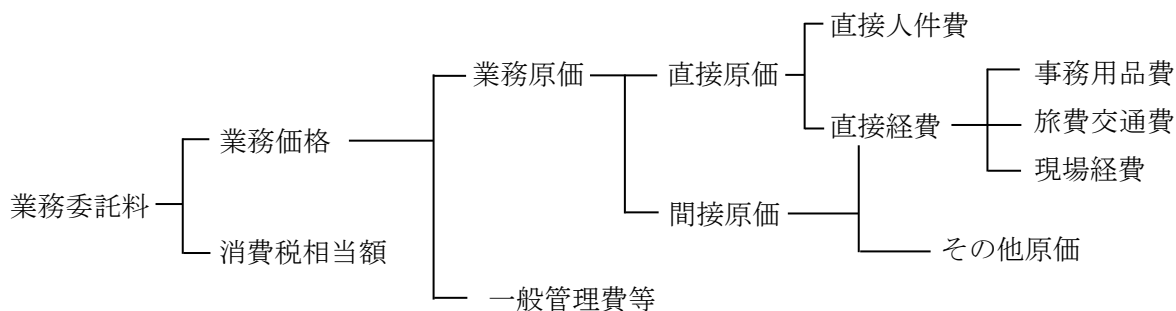 直接人件費
業務原価
直接原価
事務用品費
業務価格
直接経費
旅費交通費
現場経費
業務委託料
間接原価
消費税相当額
その他原価
一般管理費等